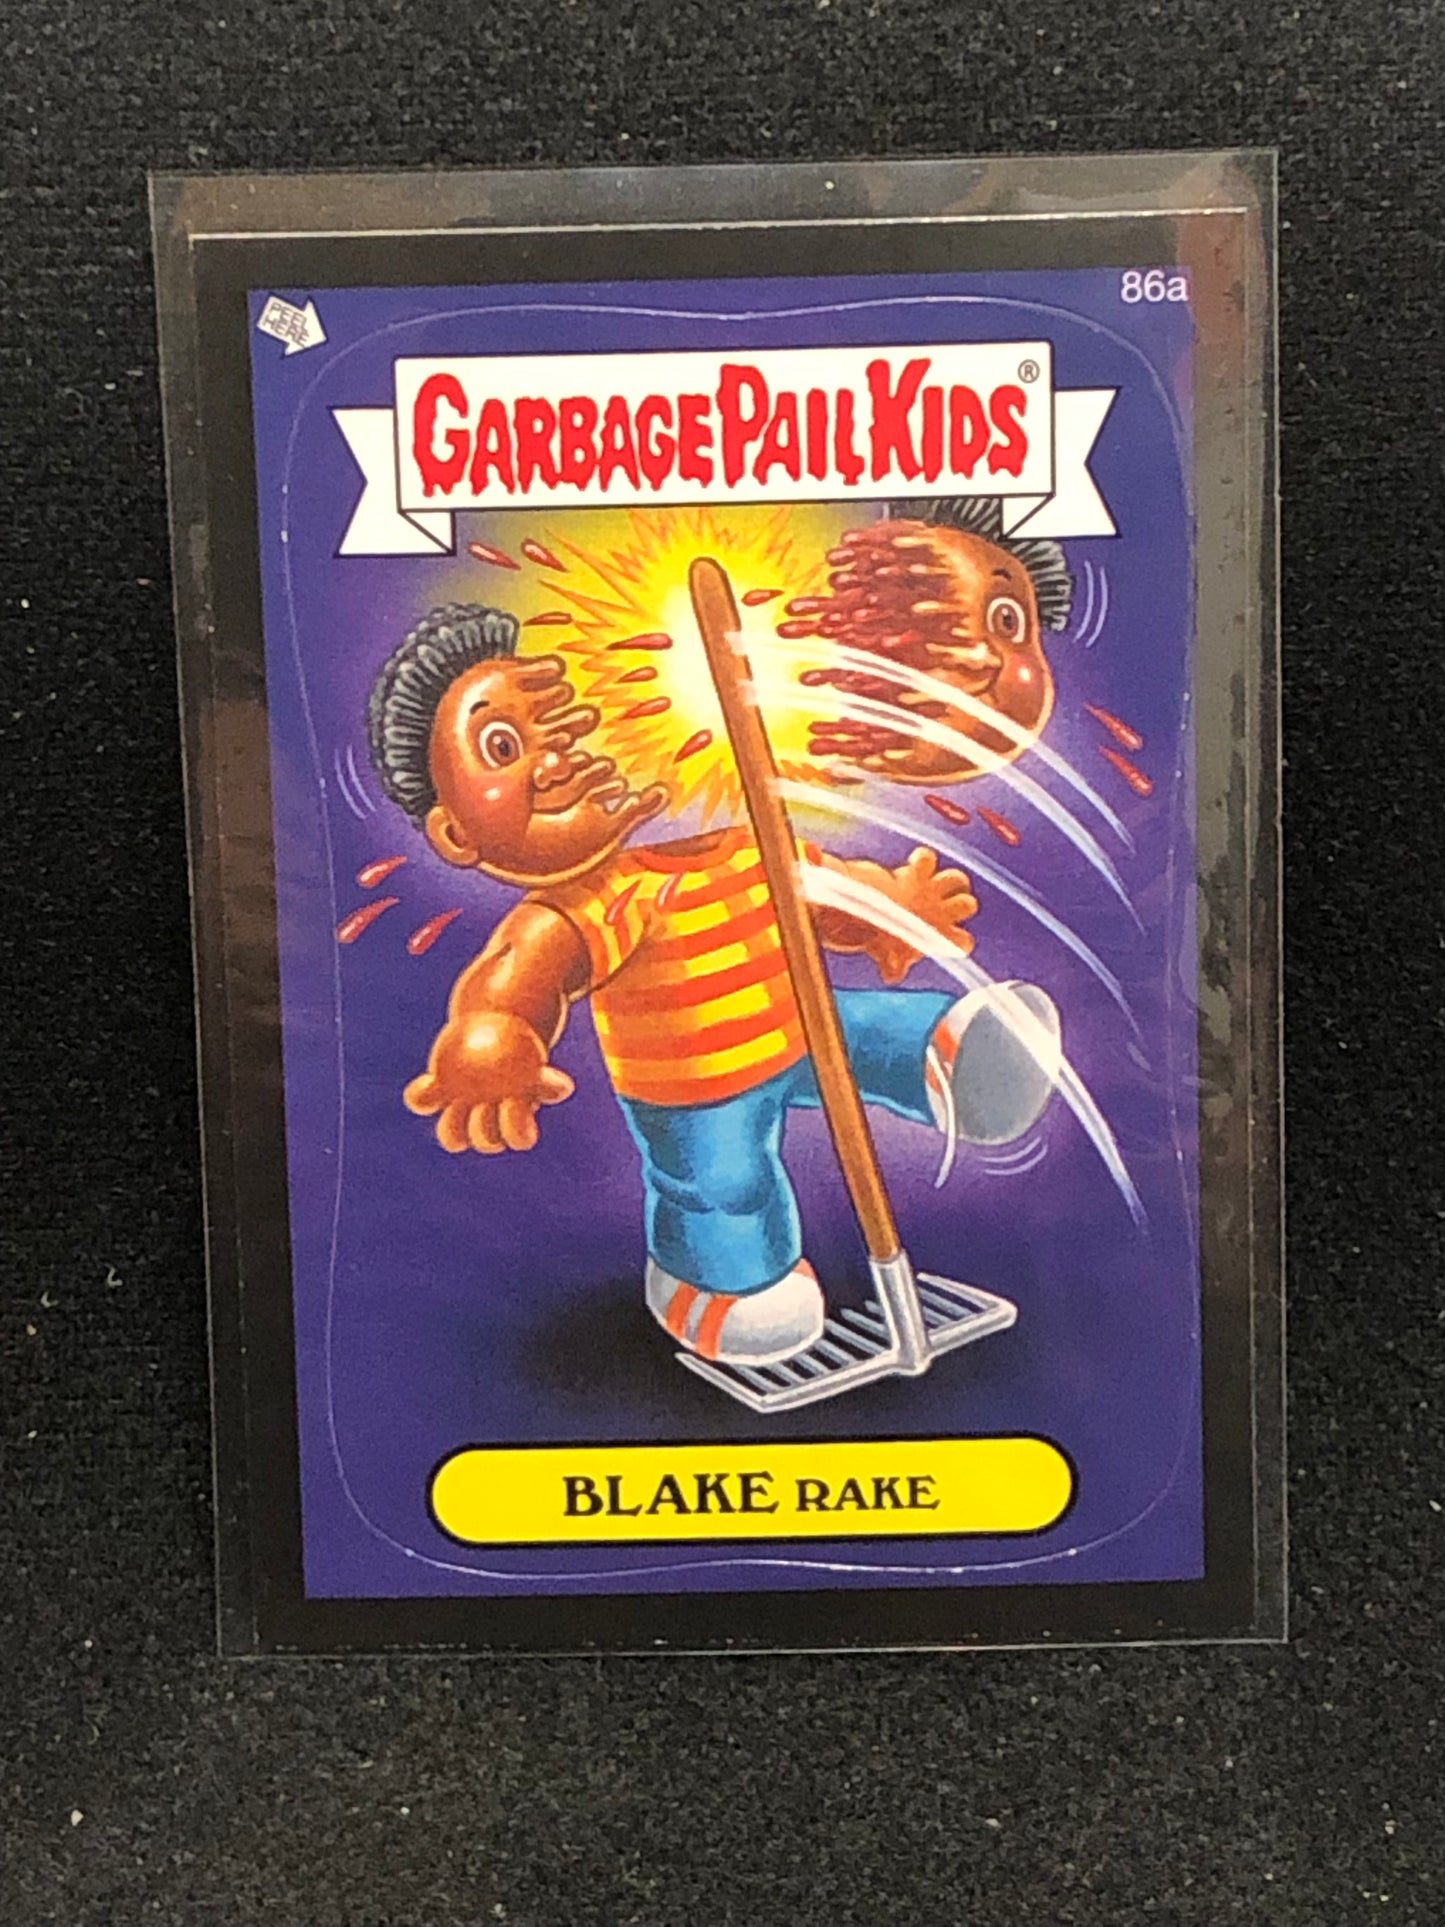 86a
PEEL
HERE
GARBAGE PAIL KIDS®
BLAKE RAKE